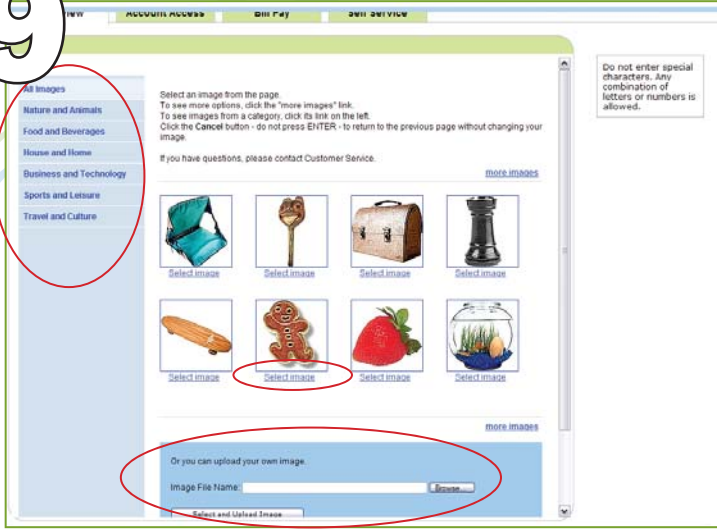 9
Account Access Bill Pay Self Service
All Images
Nature and Animals
Food and Beverages
House and Home
Business and Technology
Sports and Leisure
Travel and Culture
Select an image from the page.
To see more options, click the "more images" link.
To see images from a category, click its link on the left.
Click the Cancel button - do not press ENTER - to return to the previous page without changing your
image.
If you have questions, please contact Customer Service.
more images
Select image Select image Select image Select image
Select image Select image Select image Select image
more images
Or you can upload your own image.
Image File Name: Browse...
Select and Upload Image
Do not enter special
characters. Any
combination of
letters or numbers is
allowed.